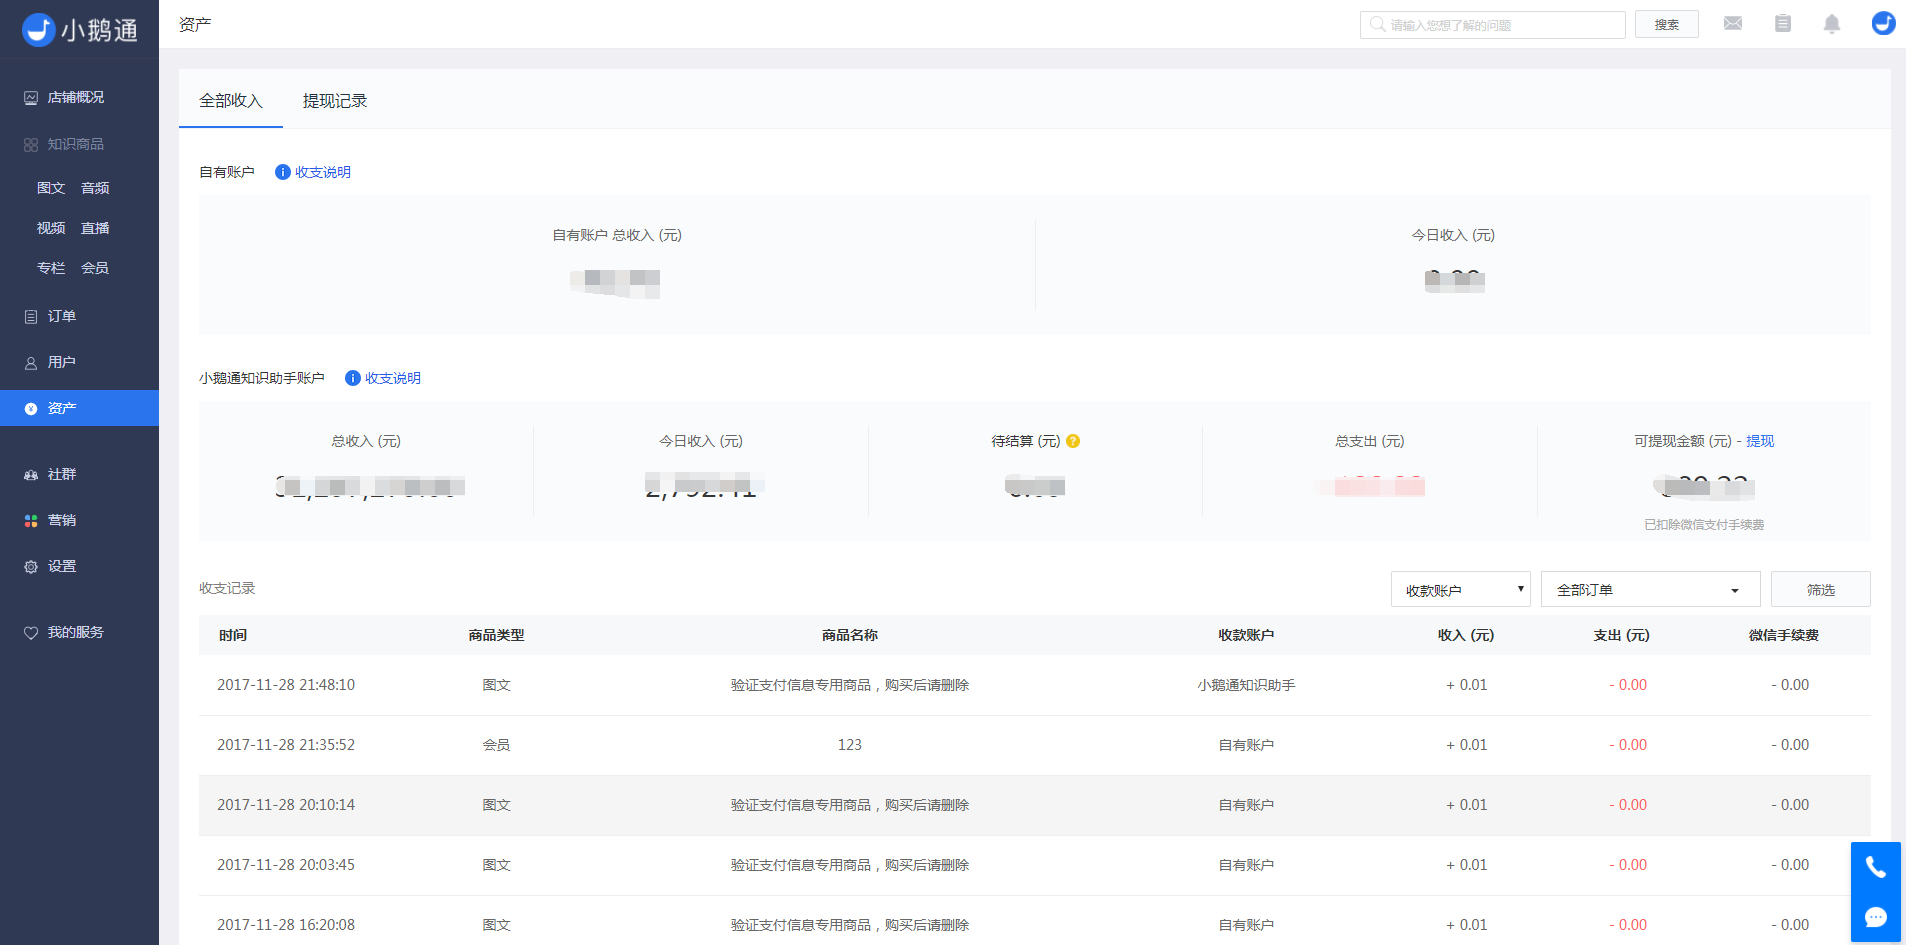 小鹅通
资产
请输入您想了解的问题
搜索
店铺概况
知识商品
图文 音频
视频 直播
专栏 会员
订单
用户
资产
社群
营销
设置
我的服务
全部收入 提现记录
自有账户 收支说明
自有账户 总收入 (元) 今日收入 (元)
小鹅通知识助手账户 收支说明
总收入 (元) 今日收入 (元) 待结算 (元) ? 总支出 (元) 可提现金额 (元) - 提现
已扣除微信支付手续费
收支记录 收款账户 全部订单 筛选
时间 商品类型 商品名称 收款账户 收入 (元) 支出 (元) 微信手续费
2017-11-28 21:48:10 图文 验证支付信息专用商品，购买后请删除 小鹅通知识助手 + 0.01 - 0.00 - 0.00
2017-11-28 21:35:52 会员 123 自有账户 + 0.01 - 0.00 - 0.00
2017-11-28 20:10:14 图文 验证支付信息专用商品，购买后请删除 自有账户 + 0.01 - 0.00 - 0.00
2017-11-28 20:03:45 图文 验证支付信息专用商品，购买后请删除 自有账户 + 0.01 - 0.00 - 0.00
2017-11-28 16:20:08 图文 验证支付信息专用商品，购买后请删除 自有账户 + 0.01 - 0.00 - 0.00